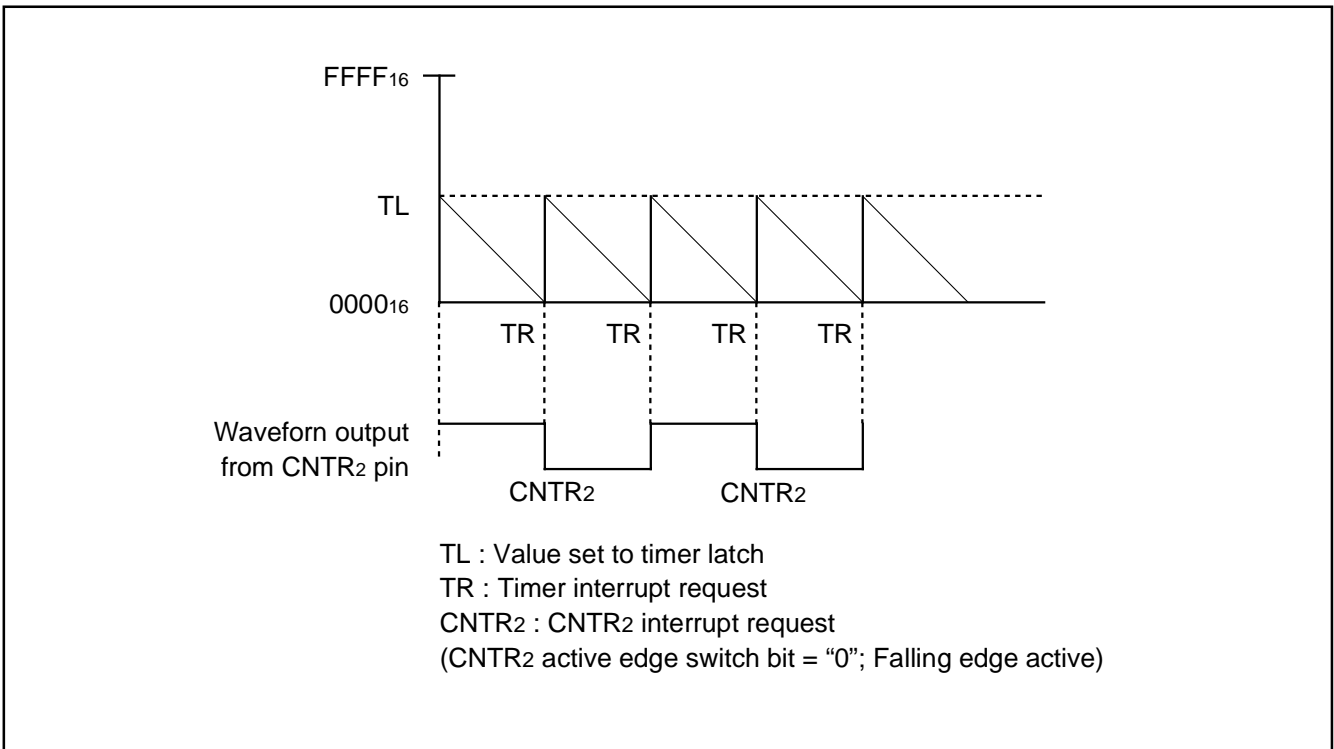 FFFF16
TL
000016
TR TR TR TR
Waveforn output
from CNTR2 pin
CNTR2 CNTR2
TL : Value set to timer latch
TR : Timer interrupt request
CNTR2 : CNTR2 interrupt request
(CNTR2 active edge switch bit = “0”; Falling edge active)